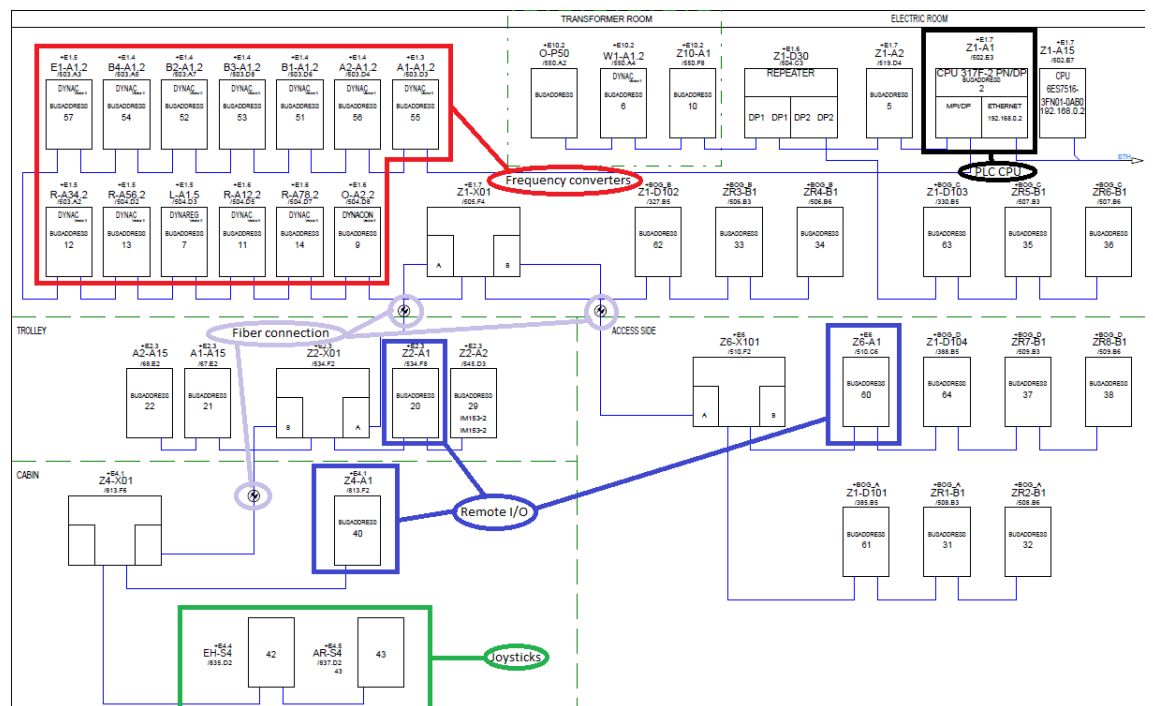 TRANSFORMER ROOM
ELECTRIC ROOM
+E1.5
E1-A1,2
/503.A3
DYNAC
BUSADDRESS
57
+E1.5
B4-A1,2
/503.A5
DYNAC
BUSADDRESS
54
+E1.4
B2-A1,2
/503.A7
DYNAC
BUSADDRESS
52
B3-A1,2
DYNAC
BUSADDRESS
53
B1-A1,2
DYNAC
BUSADDRESS
51
A2-A1,2
/503.D4
DYNAC
BUSADDRESS
56
+E1.3
A1-A1,2
/503.D3
DYNAC
BUSADDRESS
55
+E10.2
O-P50
/550.A2
BUSADDRESS
5
+E10.2
W1-A1,2
/550.A4
DYNAC
BUSADDRESS
6
+E10.2
Z10-A1
/550.F8
BUSADDRESS
10
+E1.6
Z1-D30
/504.C3
REPEATER
DP1 DP1 DP2 DP2
+E1.7
Z1-A2
/519.D4
BUSADDRESS
5
+E1.7
Z1-A1
/502.E3
CPU 317F-2 PN/DP
BUSADDRESS
2
MPI/DP
ETHERNET
192.168.0.2
+E1.7
Z1-A15
/502.E7
CPU
6ES7516-
3FN01-0AB0
192.168.0.2
ETH
PLC CPU
Frequency converters
+E1.5
R-A34,2
/503.A2
DYNAC
BUSADDRESS
12
+E1.5
R-A56,2
/504.D2
DYNAC
BUSADDRESS
13
+E1.5
L-A1,5
/504.D3
DYNAREG
BUSADDRESS
7
+E1.6
R-A12,2
/504.D5
DYNAC
BUSADDRESS
11
+E1.6
R-A78,2
/504.D7
DYNAC
BUSADDRESS
14
+E1.6
O-A2,2
/504.D8
DYNACON
BUSADDRESS
9
+E1.7
Z1-X01
/505.F4
A
B
+BOG_B
Z1-D102
/327.B5
BUSADDRESS
62
+BOG_B
ZR3-B1
/506.B3
BUSADDRESS
33
+BOG_B
ZR4-B1
/506.B6
BUSADDRESS
34
+BOG_C
Z1-D103
/330.B5
BUSADDRESS
63
+BOG_C
ZR5-B1
/507.B3
BUSADDRESS
35
+BOG_C
ZR6-B1
/507.B6
BUSADDRESS
36
TROLLEY
Fiber connection
ACCESS SIDE
+E2.3
A2-A15
/68.E2
BUSADDRESS
22
+E2.3
A1-A15
/67.E2
BUSADDRESS
21
+E2.3
Z2-X01
/534.F2
B
A
+E2.3
Z2-A1
/534.F8
BUSADDRESS
20
+E2.3
Z2-A2
/545.D3
BUSADDRESS
29
IM153-2
IM153-2
+E6
Z6-X101
/510.F2
A
B
+E6
Z6-A1
/510.C6
BUSADDRESS
60
+BOG_D
Z1-D104
/388.B5
BUSADDRESS
64
+BOG_D
ZR7-B1
/509.B3
BUSADDRESS
37
+BOG_D
ZR8-B1
/509.B6
BUSADDRESS
38
CABIN
+E4.1
Z4-X01
/813.F6
+E4.1
Z4-A1
/813.F2
BUSADDRESS
40
Remote I/O
+BOG_A
Z1-D101
/385.B5
BUSADDRESS
61
+BOG_A
ZR1-B1
/508.B3
BUSADDRESS
31
+BOG_A
ZR2-B1
/508.B6
BUSADDRESS
32
+E4.4
EH-S4
/835.D2
42
+E4.5
AR-S4
/837.D2
43
43
Joysticks